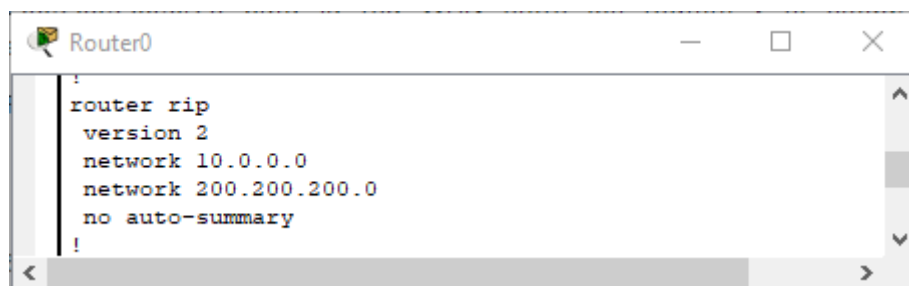 Router0
!
router rip
version 2
network 10.0.0.0
network 200.200.200.0
no auto-summary
!